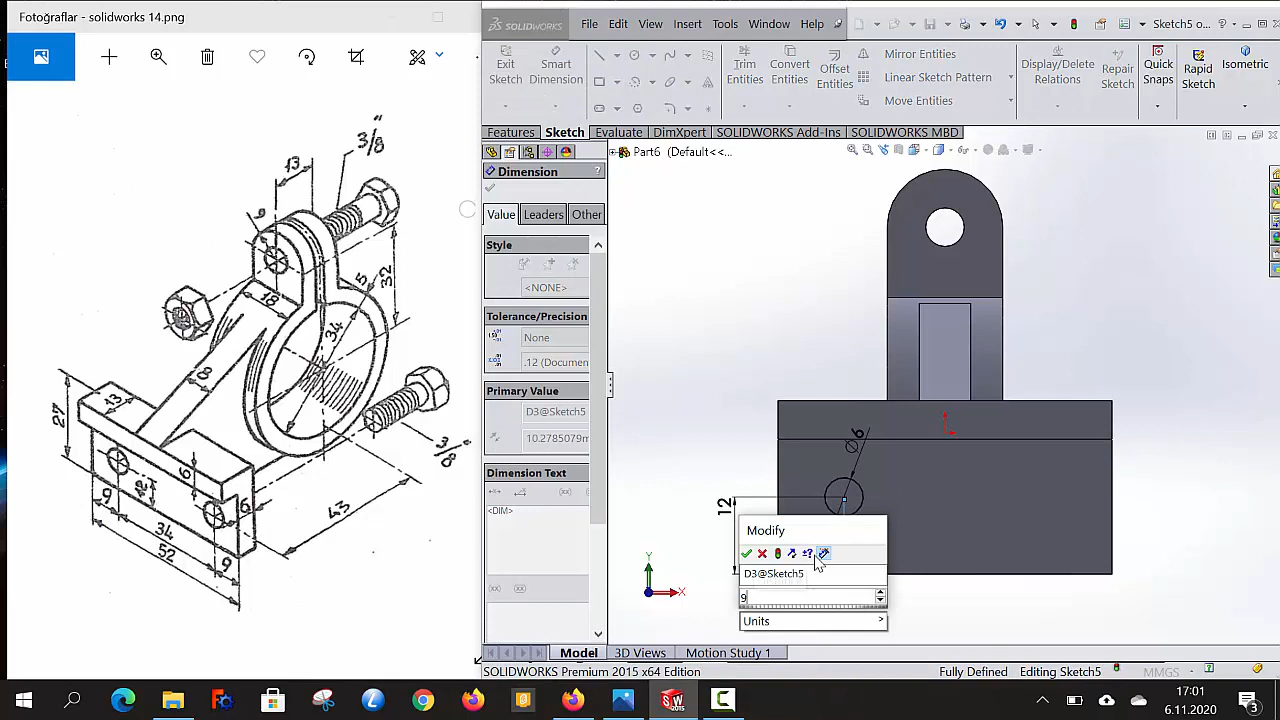 Fotoğraflar - solidworks 14.png
SOLIDWORKS
File Edit View Insert Tools Window Help
Sketch5 o...
Exit Sketch
Smart Dimension
Trim Entities
Convert Entities
Offset Entities
Mirror Entities
Linear Sketch Pattern
Move Entities
Display/Delete Relations
Repair Sketch
Quick Snaps
Rapid Sketch
Isometric
Features Sketch Evaluate DimXpert SOLIDWORKS Add-Ins SOLIDWORKS MBD
Part6 (Default<<...
Dimension ?
Value Leaders Other
Style
<NONE>
Tolerance/Precision
None
.12 (Documen
Primary Value
D3@Sketch5
10.2785079m
Dimension Text
<DIM>
3/8"
13
9
32
5
18
34
8
27
13
3/8"
6
6
9
43
34
52
9
∅6
12
Modify
D3@Sketch5
9
Units >
Y
X
Model 3D Views Motion Study 1
SOLIDWORKS Premium 2015 x64 Edition
Fully Defined Editing Sketch5 MMGS
17:01
6.11.2020
3